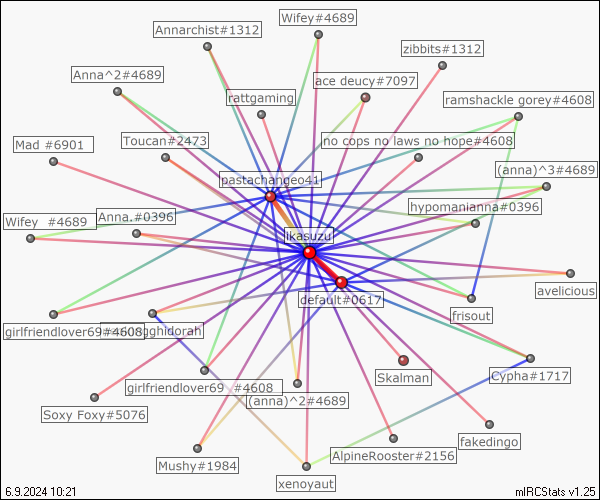 Wifey#4689
Annarchist#1312
zibbits#1312
Anna^2#4689
ace deucy#7097
rattgaming
ramshackle gorey#4608
Mad #6901
Toucan#2473
no cops no laws no hope#4608
(anna)^3#4689
pastachangeo41
hypomanianna#0396
Wifey #4689
Anna.#0396
ikasuzu
default#0617
avelicious
frisout
girlfriendlover69#4608
ghidorah
Skalman
Cypha#1717
girlfriendlover69 #4608
(anna)^2#4689
Soxy Foxy#5076
fakedingo
AlpineRooster#2156
Mushy#1984
xenoyaut
6.9.2024 10:21
mIRCStats v1.25